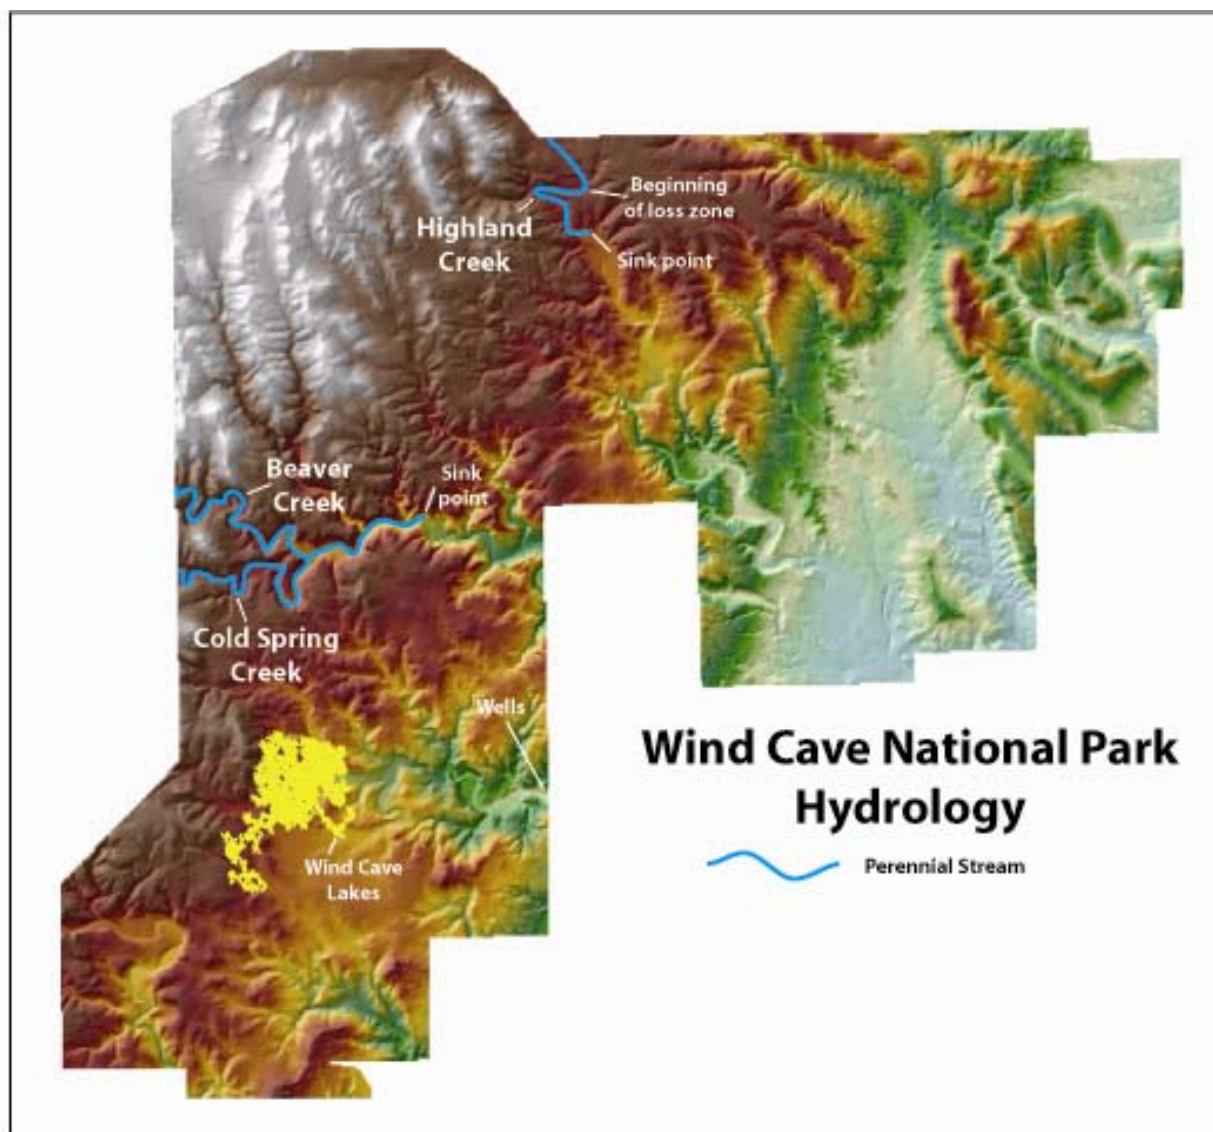 Beginning
of loss zone
Highland
Creek
Sink point
Beaver
Creek
Sink
point
Cold Spring
Creek
Wells
Wind Cave National Park
Hydrology
Perennial Stream
Wind Cave
Lakes